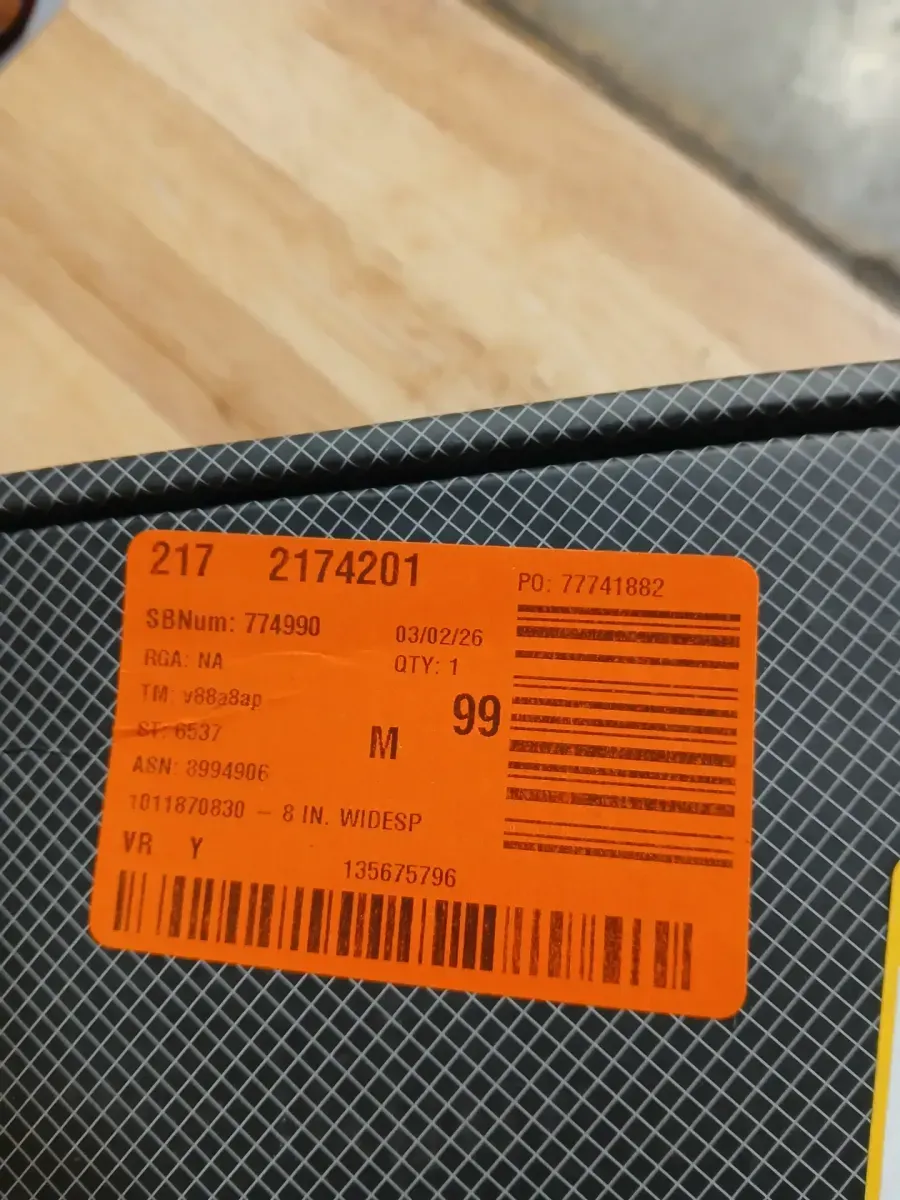 217 2174201
PO: 77741882
SBNum: 774990
03/02/26
RGA: NA
QTY: 1
TM: v88a8ap
99
ST: 6537
M
ASN: 8994906
1011870830 – 8 IN. WIDESP
VR Y
135675796